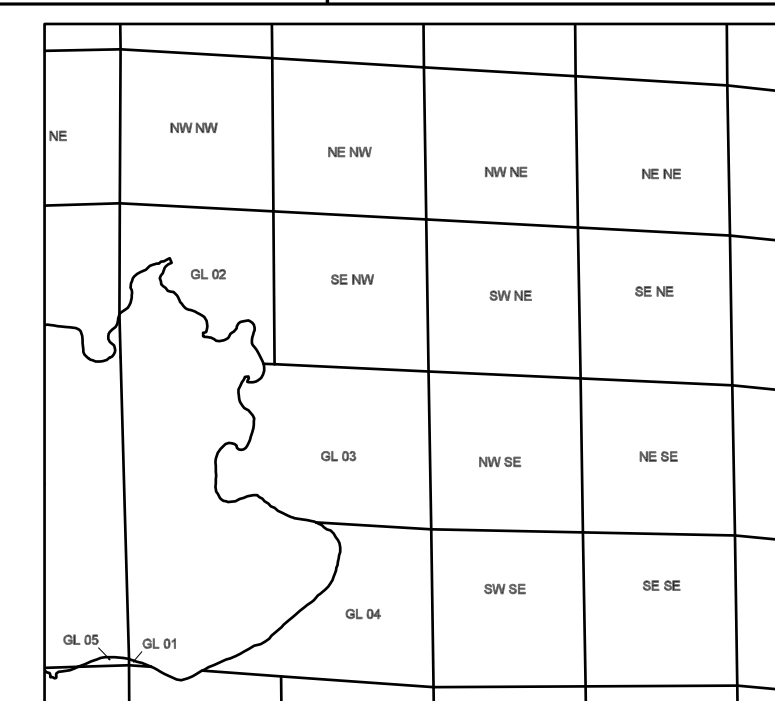 NE
NW NW
NE NW
NW NE
NE NE
GL 02
SE NW
SW NE
SE NE
GL 03
NW SE
NE SE
GL 05
GL 01
GL 04
SW SE
SE SE